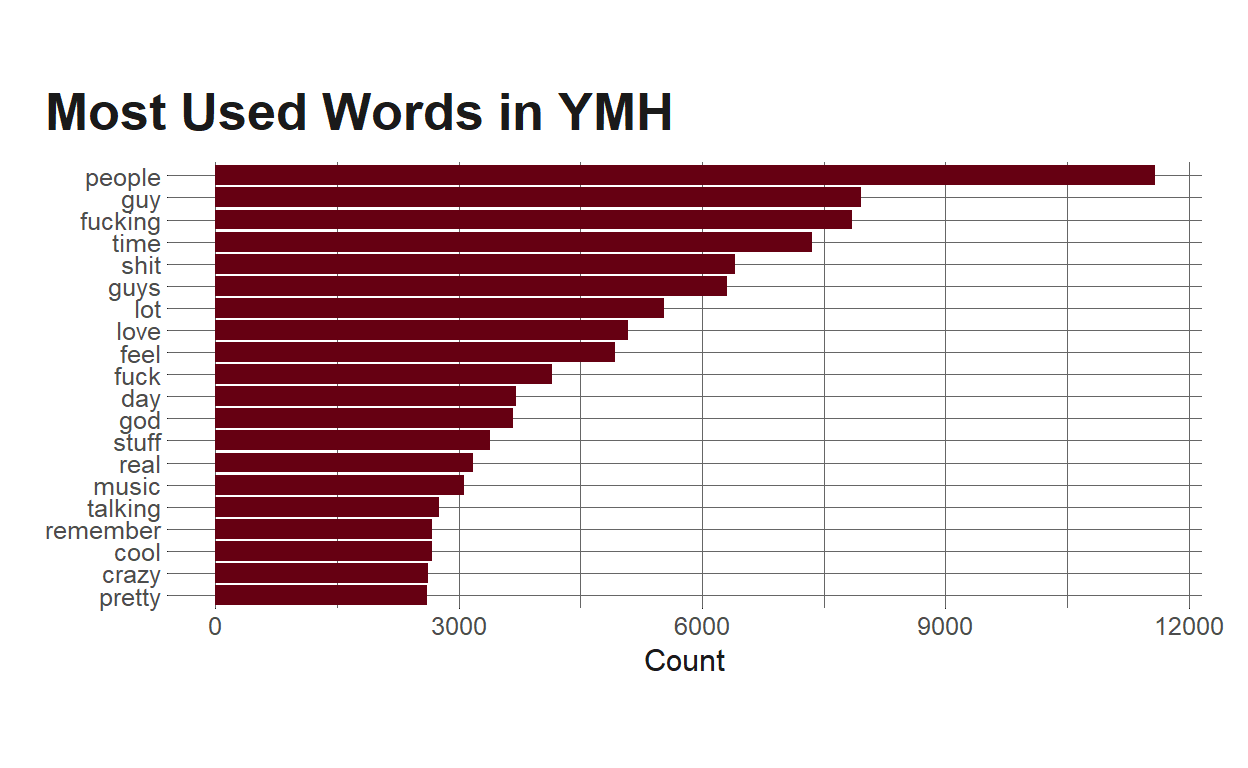 Most Used Words in YMH
people
guy
fucking
time
shit
guys
lot
love
feel
fuck
day
god
stuff
real
music
talking
remember
cool
crazy
pretty
0 3000 6000 9000 12000
Count